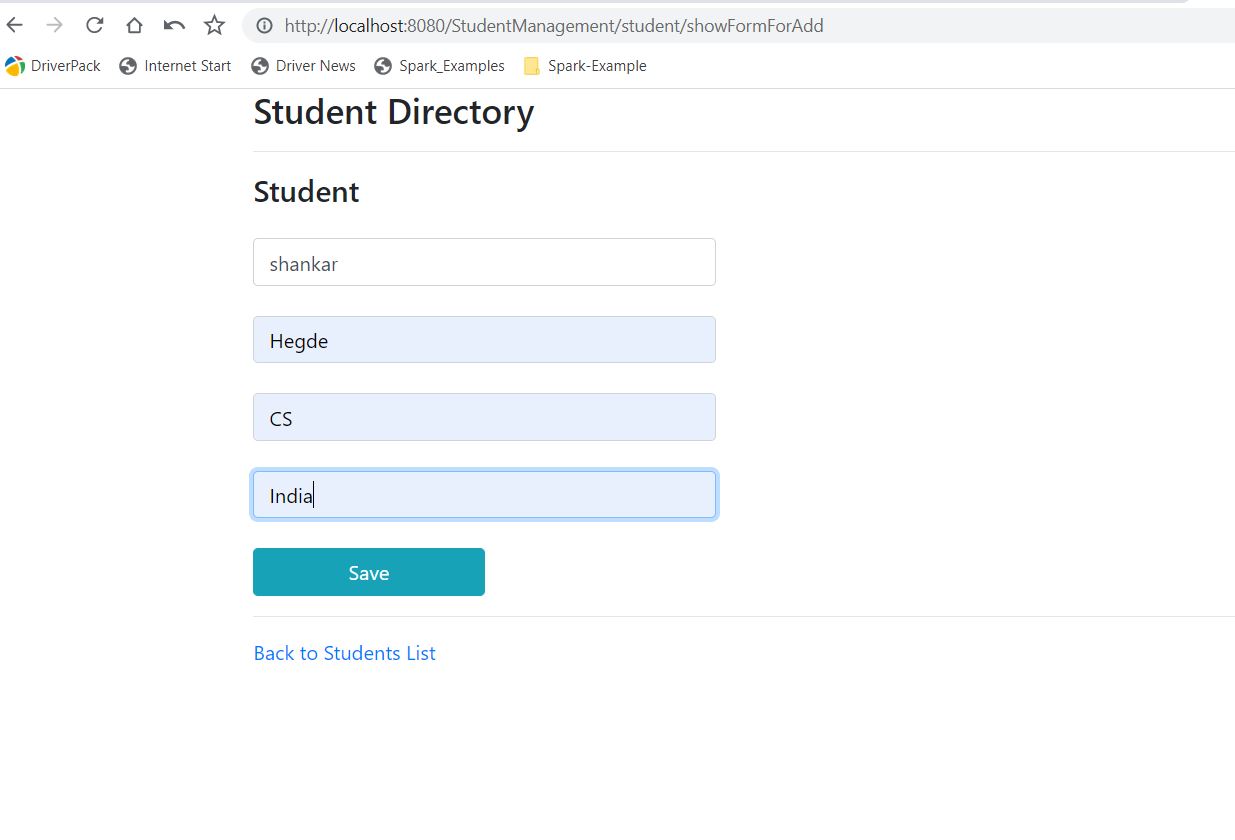 http://localhost:8080/StudentManagement/student/showFormForAdd
DriverPack Internet Start Driver News Spark_Examples Spark-Example
Student Directory
Student
shankar
Hegde
CS
India
Save
Back to Students List